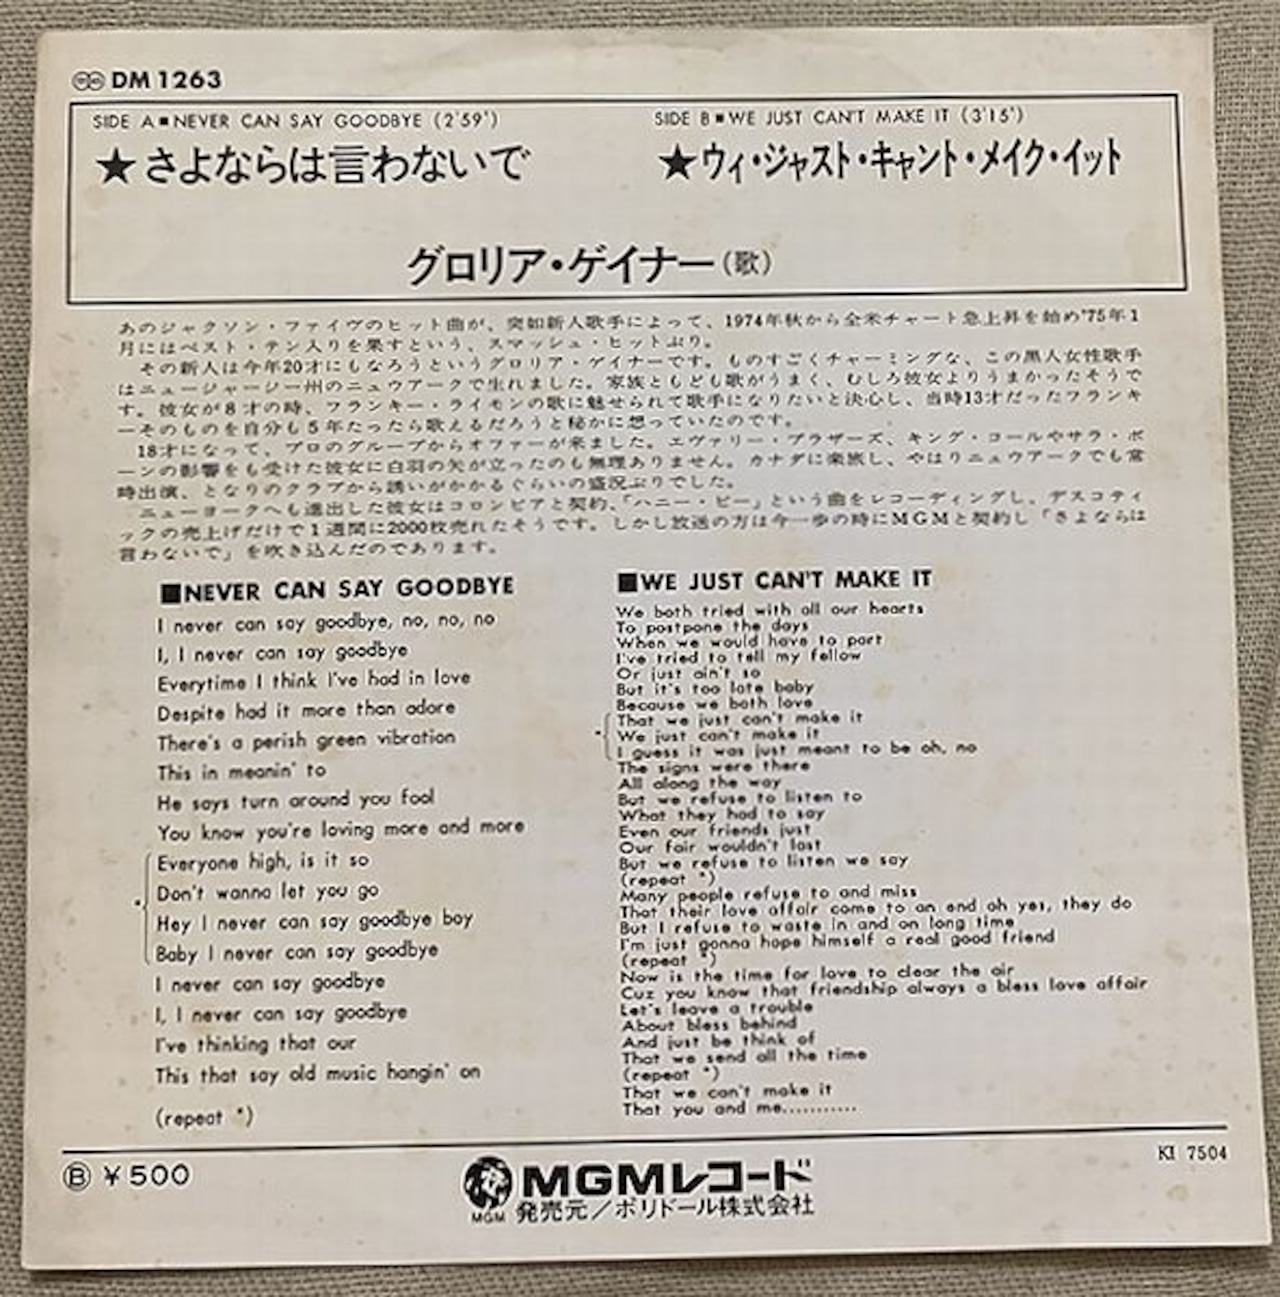 DM 1263
SIDE A■NEVER CAN SAY GOODBYE (2'59")
★さよならは言わないで
SIDE B■WE JUST CAN'T MAKE IT (3'15")
★ウィ・ジャスト・キャント・メイク・イット
グロリア・ゲイナー(歌)
あのジャクソン・ファイヴのヒット曲が、突如新人歌手によって、1974年秋から全米チャート急上昇を始め'75年1
月にはベスト・テン入りを果すという、スマッシュ・ヒットぶり。
その新人は今年20才にもなろうというグロリア・ゲイナーです。ものすごくチャーミングな、この黒人女性歌手
はニュージャージー州のニュウアークで生れました。家族ともども歌がうまく、むしろ彼女よりうまかったそうで
す。彼女が8才の時、フランキー・ライモンの歌に魅せられて歌手になりたいと決心し、当時13才だったフランキ
ーそのものを自分も5年たったら歌えるだろうと秘かに想っていたのです。
18才になって、プロのグループからオファーが来ました。エヴァリー・ブラザーズ、キング・コールやサラ・ボ
ーンの影響をも受けた彼女に白羽の矢が立ったのも無理ありません。カナダに楽旅し、やはりニュウアークでも常
時出演、となりのクラブから誘いがかかるぐらいの盛況ぶりでした。
ニューヨークへも進出した彼女はコロンビアと契約、「ハニー・ビー」という曲をレコーディングし、デスコティ
ックの売上げだけで1週間に2000枚売れたそうです。しかし放送の方は今一歩の時にMGMと契約し「さよならは
言わないで」を吹き込んだのであります。
■NEVER CAN SAY GOODBYE
I never can say goodbye, no, no, no
I, I never can say goodbye
Everytime I think I've had in love
Despite had it more than adore
There's a perish green vibration
This in meanin' to
He says turn around you fool
You know you're loving more and more
Everyone high, is it so
Don't wanna let you go
Hey I never can say goodbye boy
Baby I never can say goodbye
I never can say goodbye
I, I never can say goodbye
I've thinking that our
This that say old music hangin' on
(repeat *)
■WE JUST CAN'T MAKE IT
We both tried with all our hearts
To postpone the days
When we would have to part
I've tried to tell my fellow
Or just ain't so
But it's too late baby
Because we both love
That we just can't make it
We just can't make it
I guess it was just meant to be oh, no
The signs were there
All along the way
But we refuse to listen to
What they had to say
Even our friends just
Our fair wouldn't last
But we refuse to listen we say
(repeat *)
Many people refuse to and miss
That their love affair come to an end oh yes, they do
But I refuse to waste in and on long time
I'm just gonna hope himself a real good friend
(repeat *)
Now is the time for love to clear the air
Cuz you know that friendship always a bless love affair
Let's leave a trouble
About bless behind
And just be think of
That we send all the time
(repeat *)
That we can't make it
That you and me...........
Ⓑ ¥500
KI 7504
MGM
MGMレコード
発売元/ポリドール株式会社